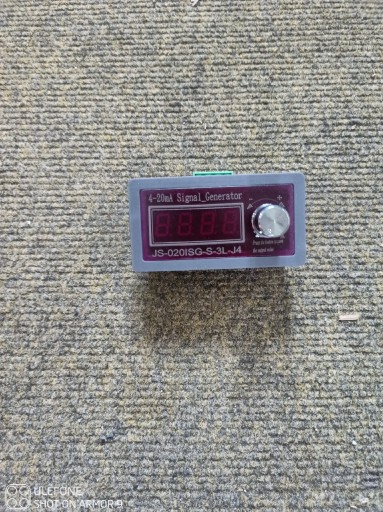 4-20mA Signal_Generator
8.8.8.8.
- +
JS-020ISG-S-3L-J4
ULEFONE
SHOT ON ARMOR 9